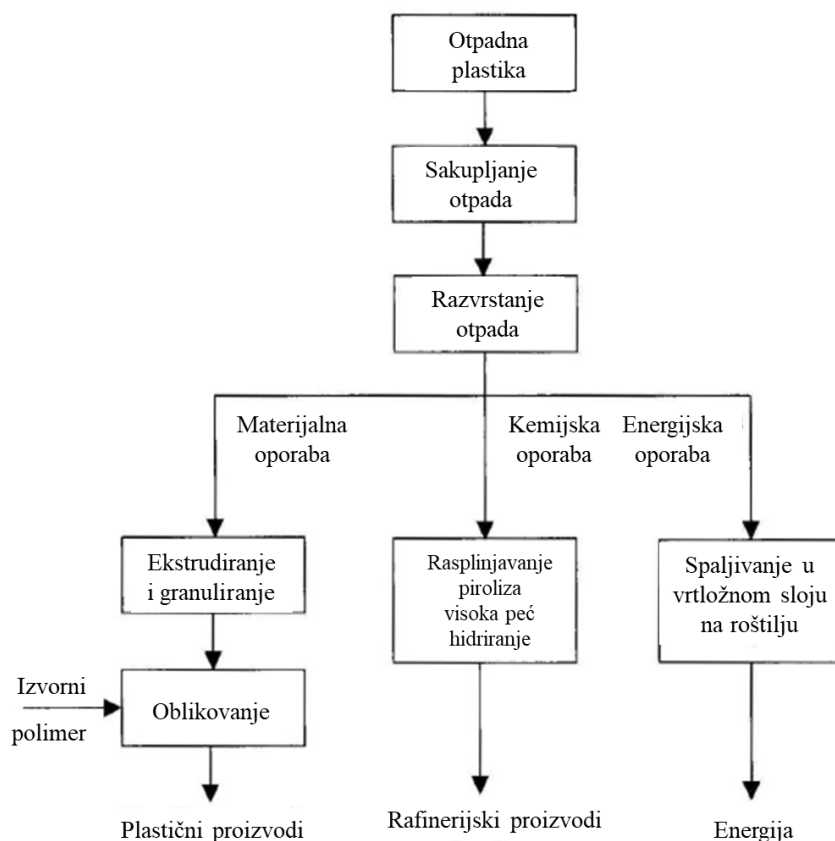 Otpadna
plastika
Sakupljanje
otpada
Razvrstanje
otpada
Materijalna
oporaba
Kemijska
oporaba
Energijska
oporaba
Ekstrudiranje
i granuliranje
Rasplinjavanje
piroliza
visoka peć
hidriranje
Spaljivanje u
vrtložnom sloju
na roštilju
Izvorni
polimer
Oblikovanje
Plastični proizvodi
Rafinerijski proizvodi
Energija